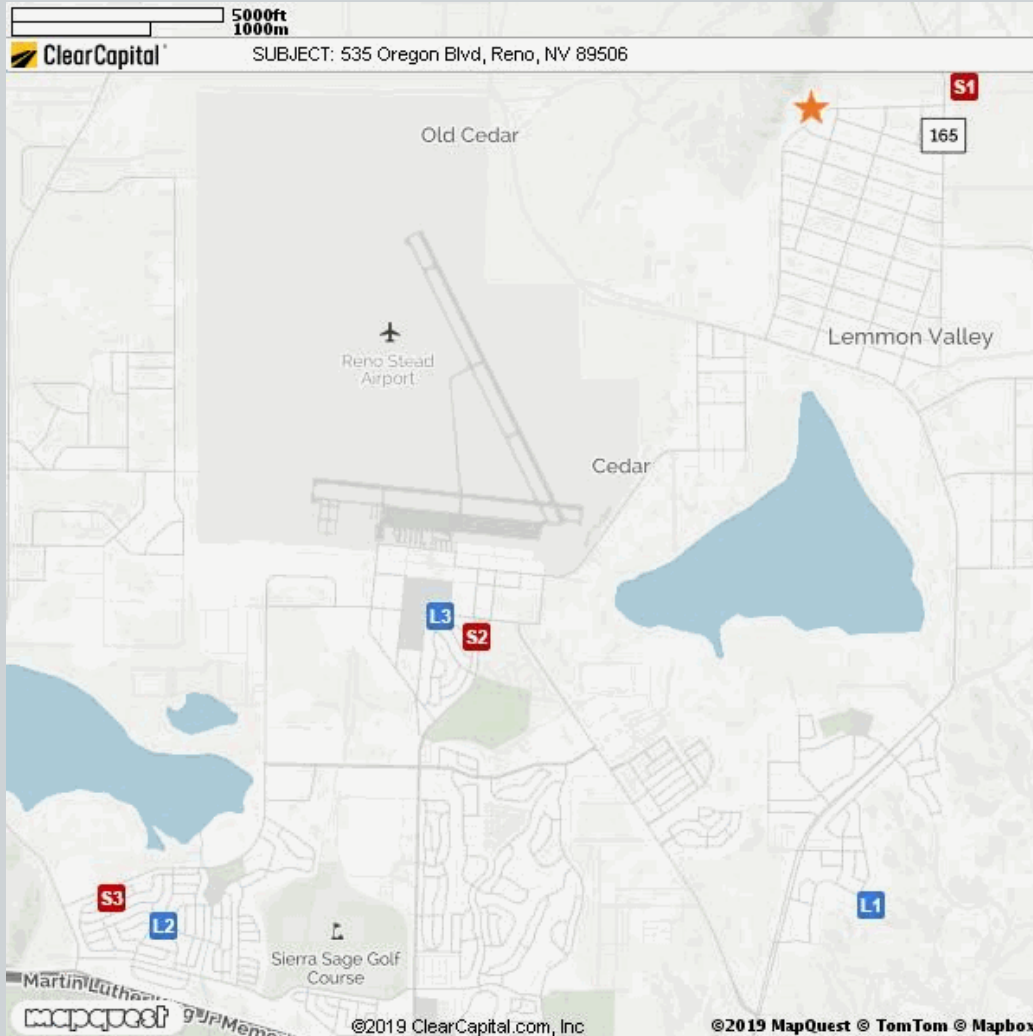 5000ft
1000m
ClearCapital
SUBJECT: 535 Oregon Blvd, Reno, NV 89506
S1
Old Cedar
165
Reno Stead
Airport
Lemmon Valley
Cedar
L3
S2
S3
L2
L1
Sierra Sage Golf
Course
Martin Luther King Jr Memo
mapquest
©2019 ClearCapital.com, Inc
©2019 MapQuest © TomTom © Mapbo